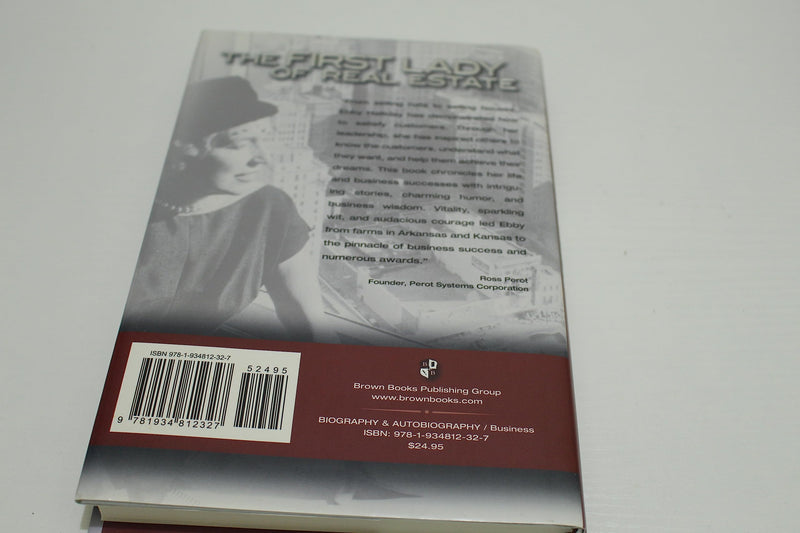 THE FIRST LADY
OF REAL ESTATE
"From selling hats to selling houses,
Ebby Halliday has demonstrated how
to satisfy customers. Through her
leadership, she has inspired others to
know the customers, understand what
they want, and help them achieve their
dreams. This book chronicles her life
and business successes with intrigu-
ing stories, charming humor, and
business wisdom. Vitality, sparkling
wit, and audacious courage led Ebby
from farms in Arkansas and Kansas to
the pinnacle of business success and
numerous awards."
Ross Perot
Founder, Perot Systems Corporation
ISBN 978-1-934812-32-7
52495
9 781934 812327
Brown Books Publishing Group
www.brownbooks.com
BIOGRAPHY & AUTOBIOGRAPHY / Business
ISBN: 978-1-934812-32-7
$24.95